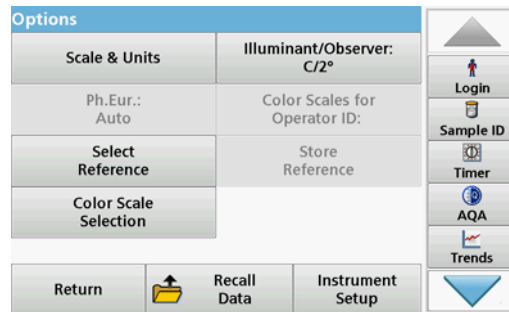 Options
Scale & Units
Illuminant/Observer:
C/2°
Ph.Eur.:
Auto
Color Scales for
Operator ID:
Select
Reference
Store
Reference
Color Scale
Selection
Return
Recall
Data
Instrument
Setup
Login
Sample ID
Timer
AQA
Trends